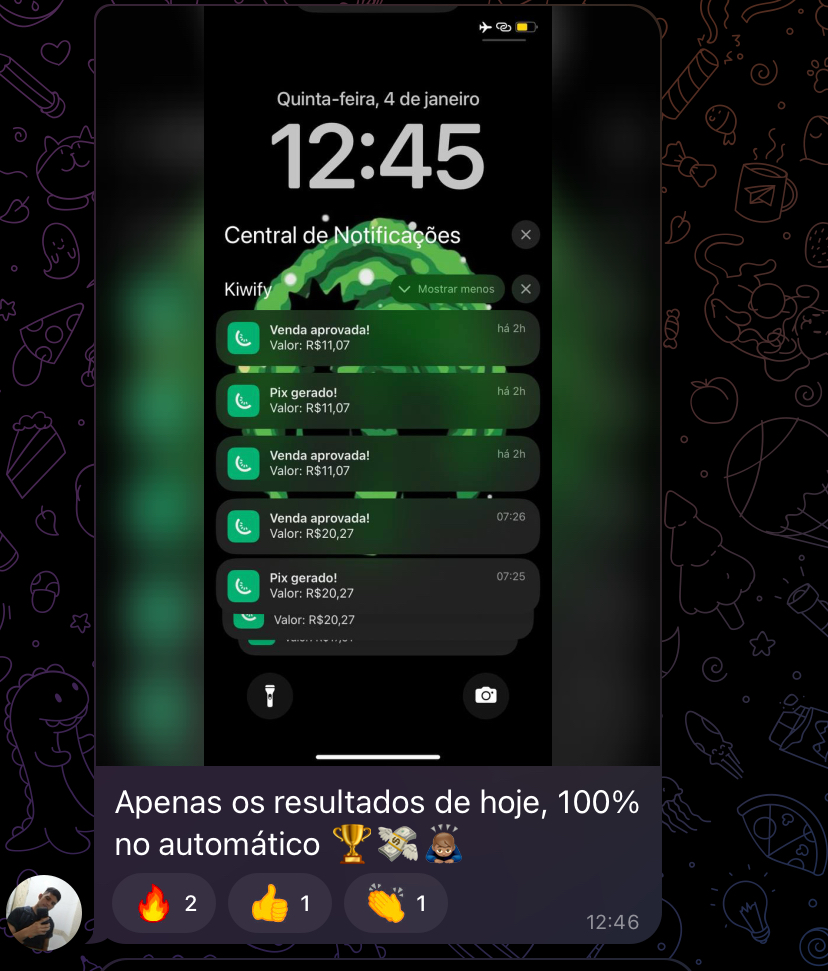 Quinta-feira, 4 de janeiro
12:45
Central de Notificações
Kiwify
Mostrar menos
Venda aprovada!
há 2h
Valor: R$11,07
Pix gerado!
há 2h
Valor: R$11,07
Venda aprovada!
há 2h
Valor: R$11,07
Venda aprovada!
07:26
Valor: R$20,27
Pix gerado!
07:25
Valor: R$20,27
Valor: R$20,27
Apenas os resultados de hoje, 100%
no automático 🏆💸🙇🏽‍♂️
🔥 2
👍 1
👏 1
12:46